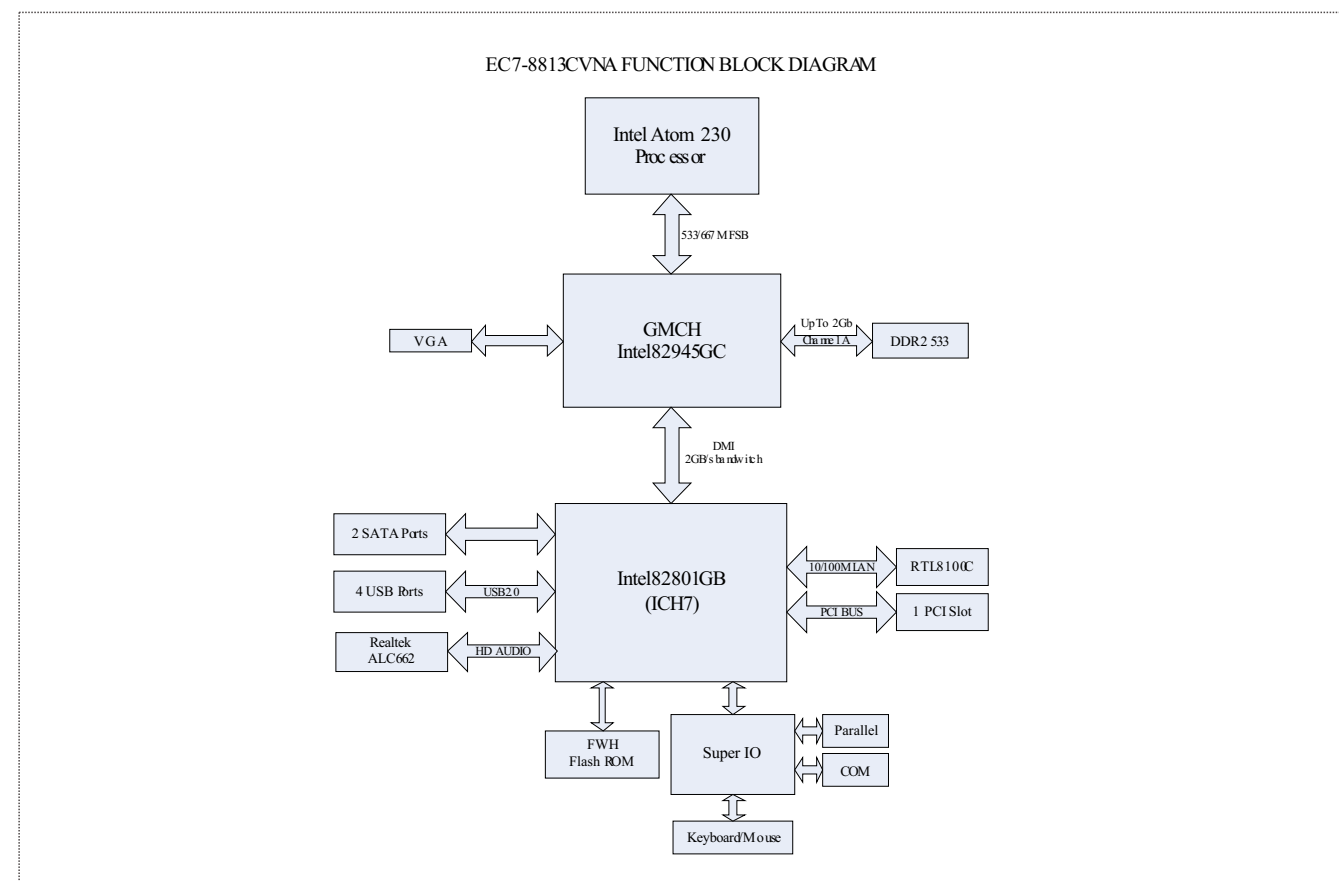 EC7-8813CVNA FUNCTION BLOCK DIAGRAM
Intel Atom 230
Processor
533/667 M FSB
GMCH
Intel82945GC
VGA
Up To 2Gb
Channel A
DDR2 533
DMI
2GB/s bandwitch
2 SATA Ports
4 USB Ports
USB2.0
Realtek
ALC662
HD AUDIO
Intel82801GB
(ICH7)
10/100M LAN
RTL8100C
PCI BUS
1 PCI Slot
FWH
Flash ROM
Super IO
Parallel
COM
Keyboard/Mouse